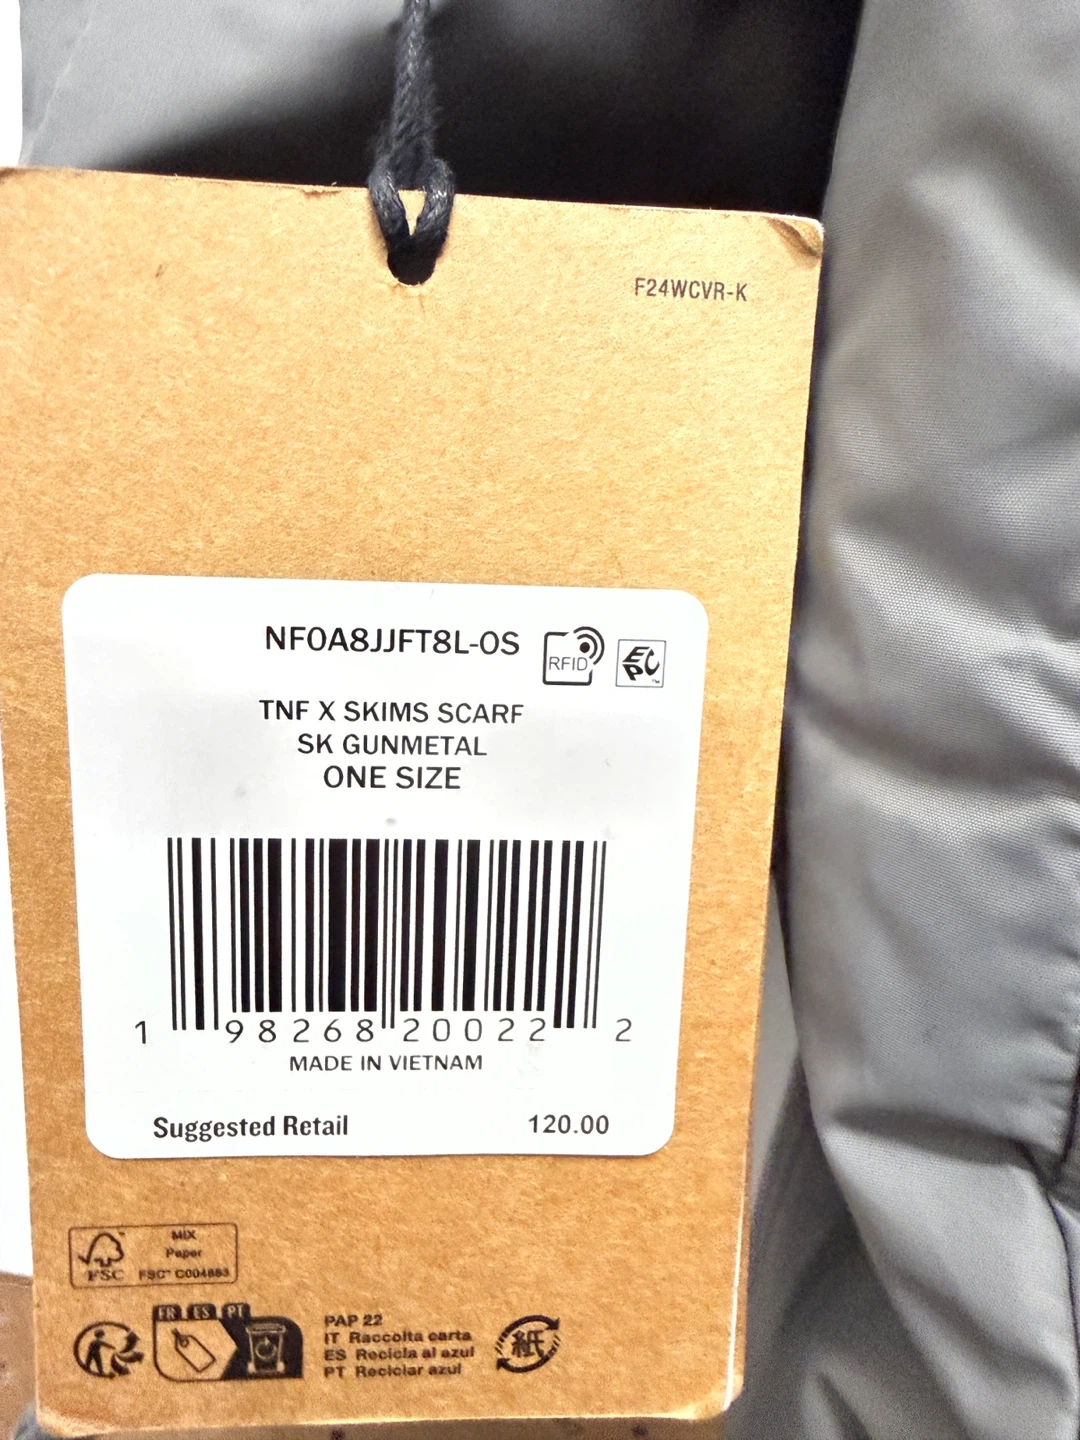 F24WCVR-K
NF0A8JJFT8L-OS
RFID
EPC
TNF X SKIMS SCARF
SK GUNMETAL
ONE SIZE
1 98268 20022 2
MADE IN VIETNAM
Suggested Retail 120.00
MIX
Paper
FSC FSC™ C004883
FR ES PT
PAP 22
IT Raccolta carta
ES Recicla al azul
PT Reciclar azul
紙